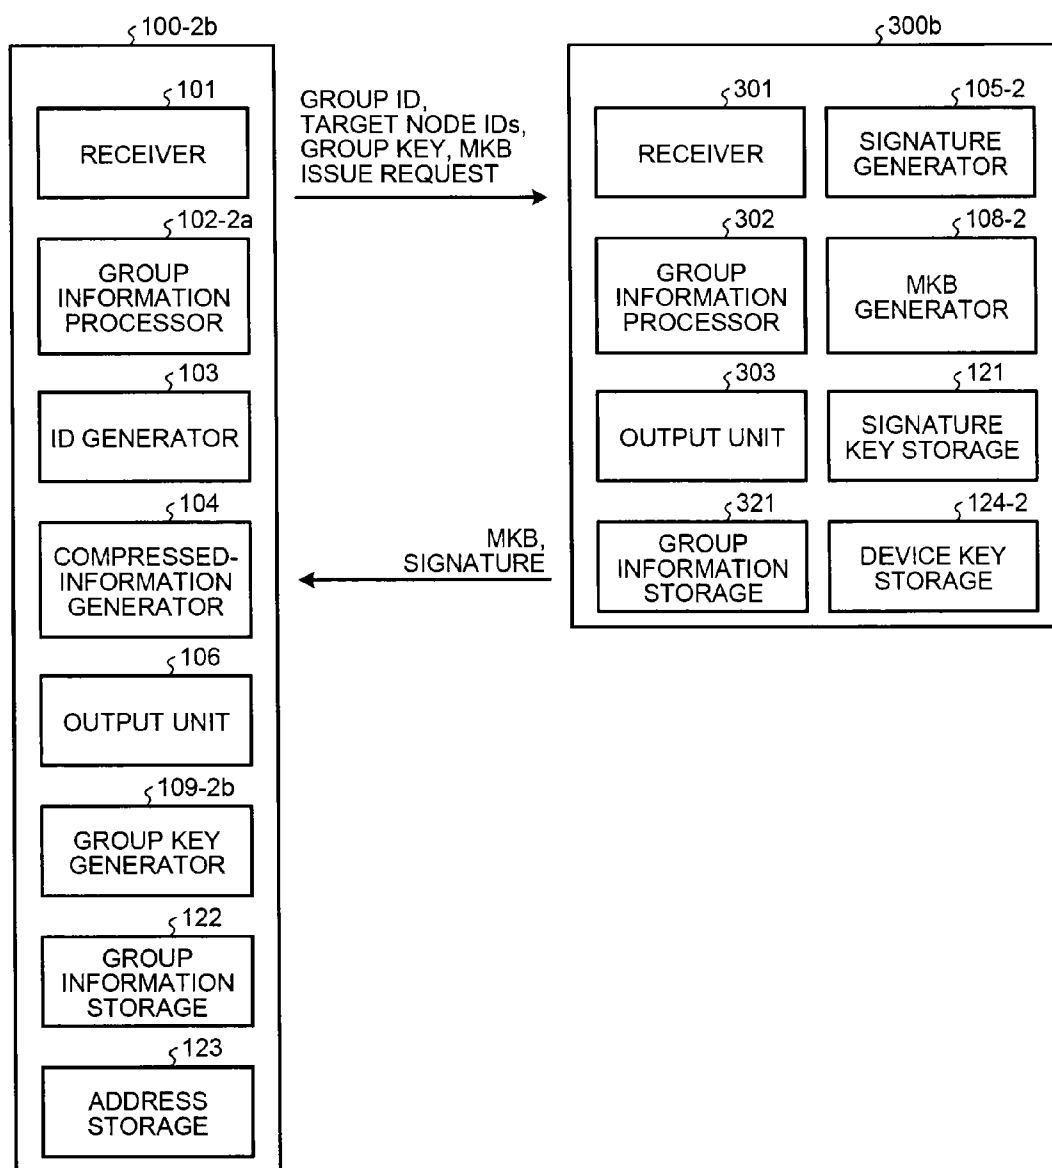 100-2b
101
RECEIVER
102-2a
GROUP
INFORMATION
PROCESSOR
103
ID GENERATOR
104
COMPRESSED-
INFORMATION
GENERATOR
106
OUTPUT UNIT
109-2b
GROUP KEY
GENERATOR
122
GROUP
INFORMATION
STORAGE
123
ADDRESS
STORAGE
GROUP ID,
TARGET NODE IDs,
GROUP KEY, MKB
ISSUE REQUEST
MKB,
SIGNATURE
300b
301
RECEIVER
105-2
SIGNATURE
GENERATOR
302
GROUP
INFORMATION
PROCESSOR
108-2
MKB
GENERATOR
303
OUTPUT UNIT
121
SIGNATURE
KEY STORAGE
321
GROUP
INFORMATION
STORAGE
124-2
DEVICE KEY
STORAGE